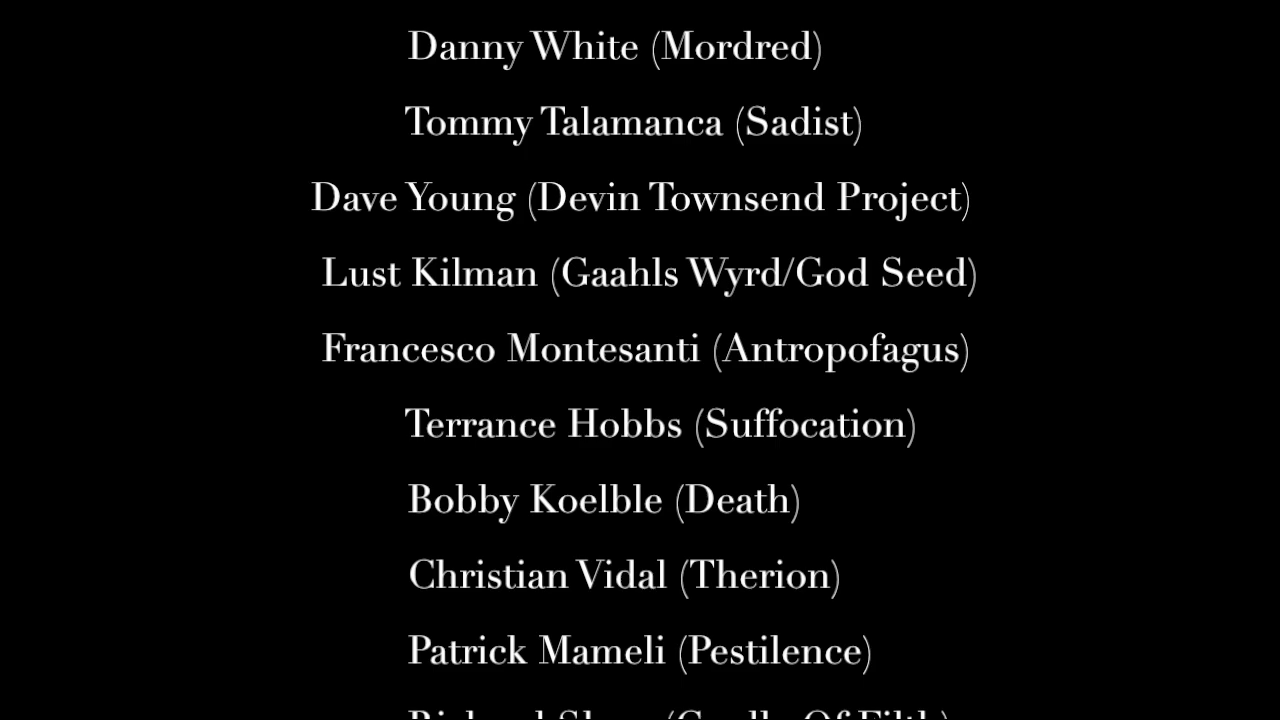 Danny White (Mordred)
Tommy Talamanca (Sadist)
Dave Young (Devin Townsend Project)
Lust Kilman (Gaahls Wyrd/God Seed)
Francesco Montesanti (Antropofagus)
Terrance Hobbs (Suffocation)
Bobby Koelble (Death)
Christian Vidal (Therion)
Patrick Mameli (Pestilence)